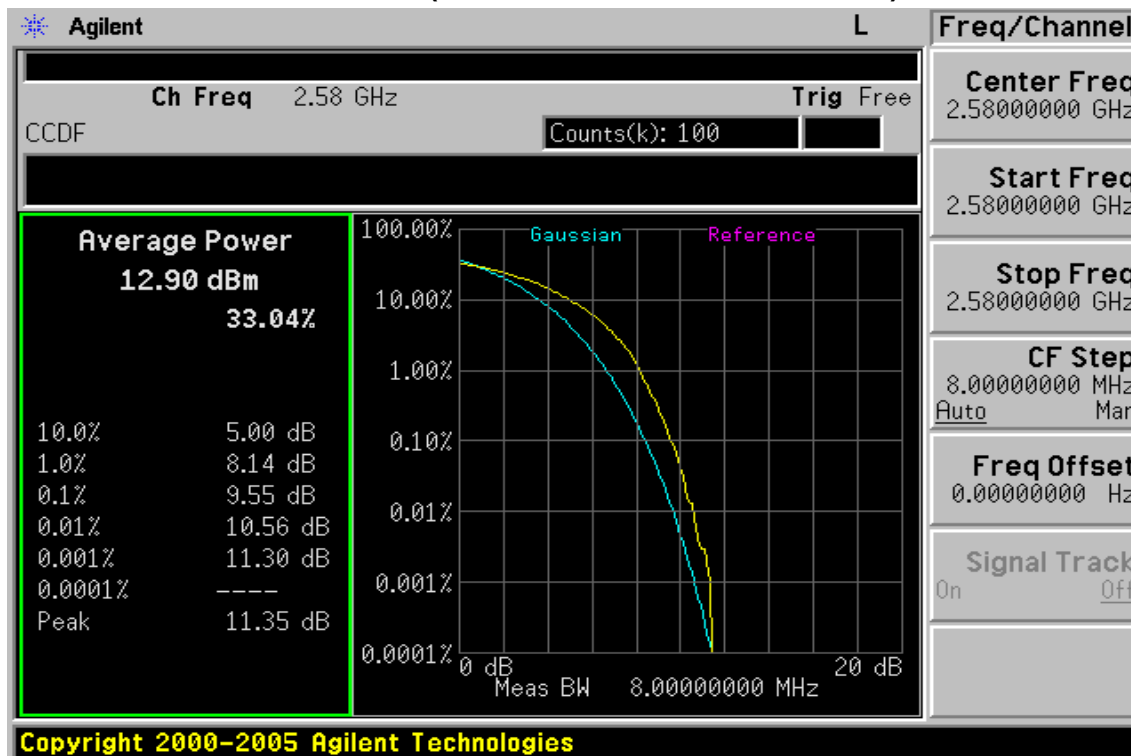 Agilent L
Ch Freq 2.58 GHz Trig Free
CCDF Counts(k): 100
Average Power
12.90 dBm
33.04%
10.0% 5.00 dB
1.0% 8.14 dB
0.1% 9.55 dB
0.01% 10.56 dB
0.001% 11.30 dB
0.0001% ----
Peak 11.35 dB
Gaussian Reference
100.00%
10.00%
1.00%
0.10%
0.01%
0.001%
0.0001%
0 dB 20 dB
Meas BW 8.00000000 MHz
Freq/Channel
Center Freq
2.58000000 GHz
Start Freq
2.58000000 GHz
Stop Freq
2.58000000 GHz
CF Step
8.00000000 MHz
Auto Man
Freq Offset
0.00000000 Hz
Signal Track
On Off
Copyright 2000-2005 Agilent Technologies